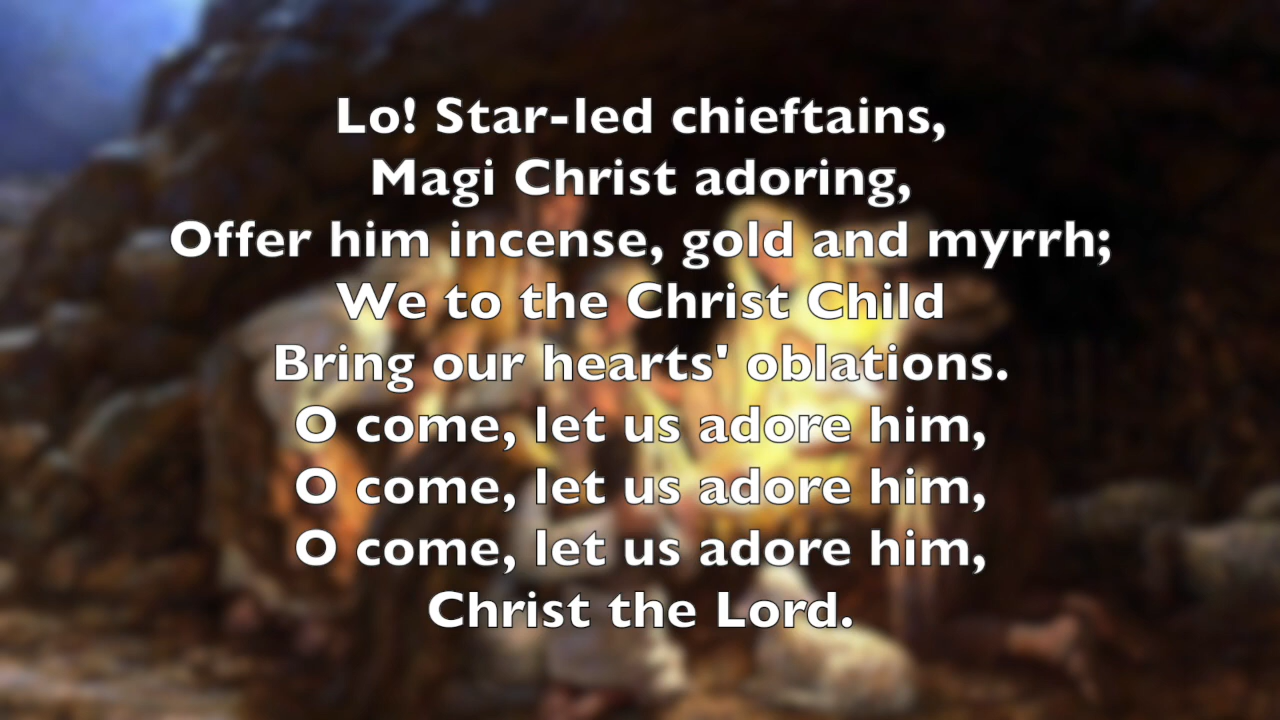 Lo! Star-led chieftains,
Magi Christ adoring,
Offer him incense, gold and myrrh;
We to the Christ Child
Bring our hearts' oblations.
O come, let us adore him,
O come, let us adore him,
O come, let us adore him,
Christ the Lord.